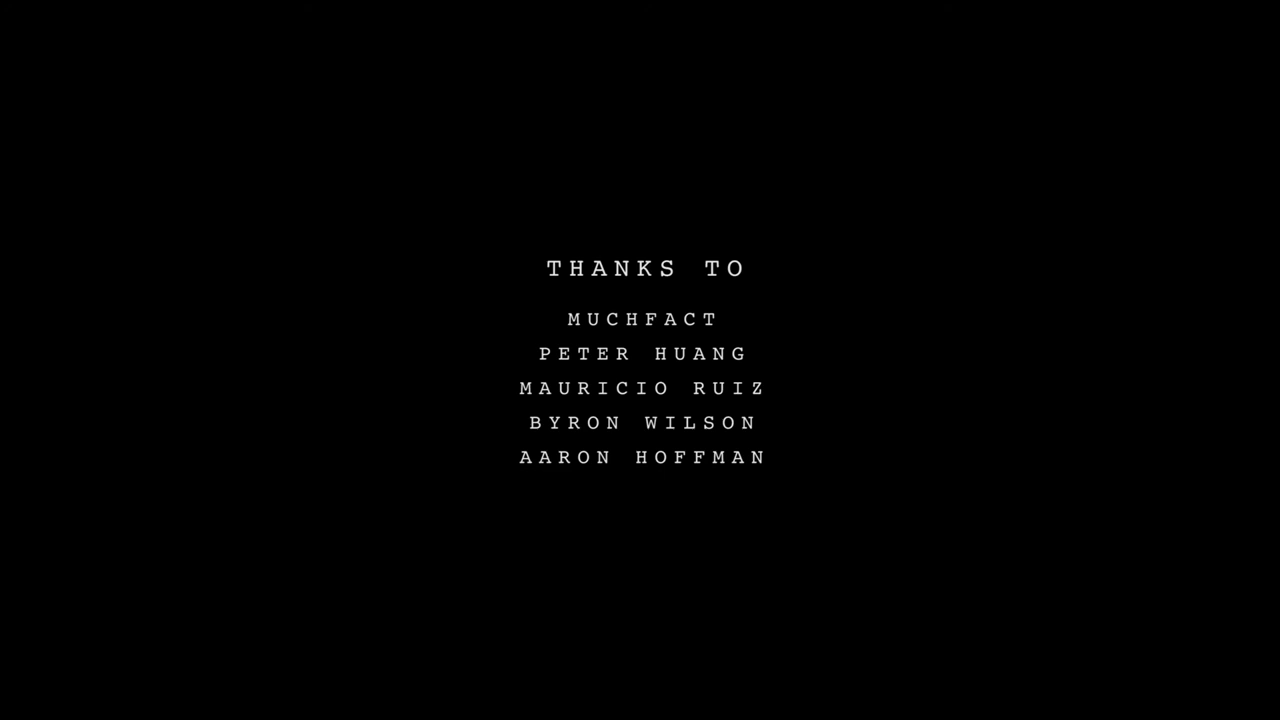 THANKS TO
MUCHFACT
PETER HUANG
MAURICIO RUIZ
BYRON WILSON
AARON HOFFMAN